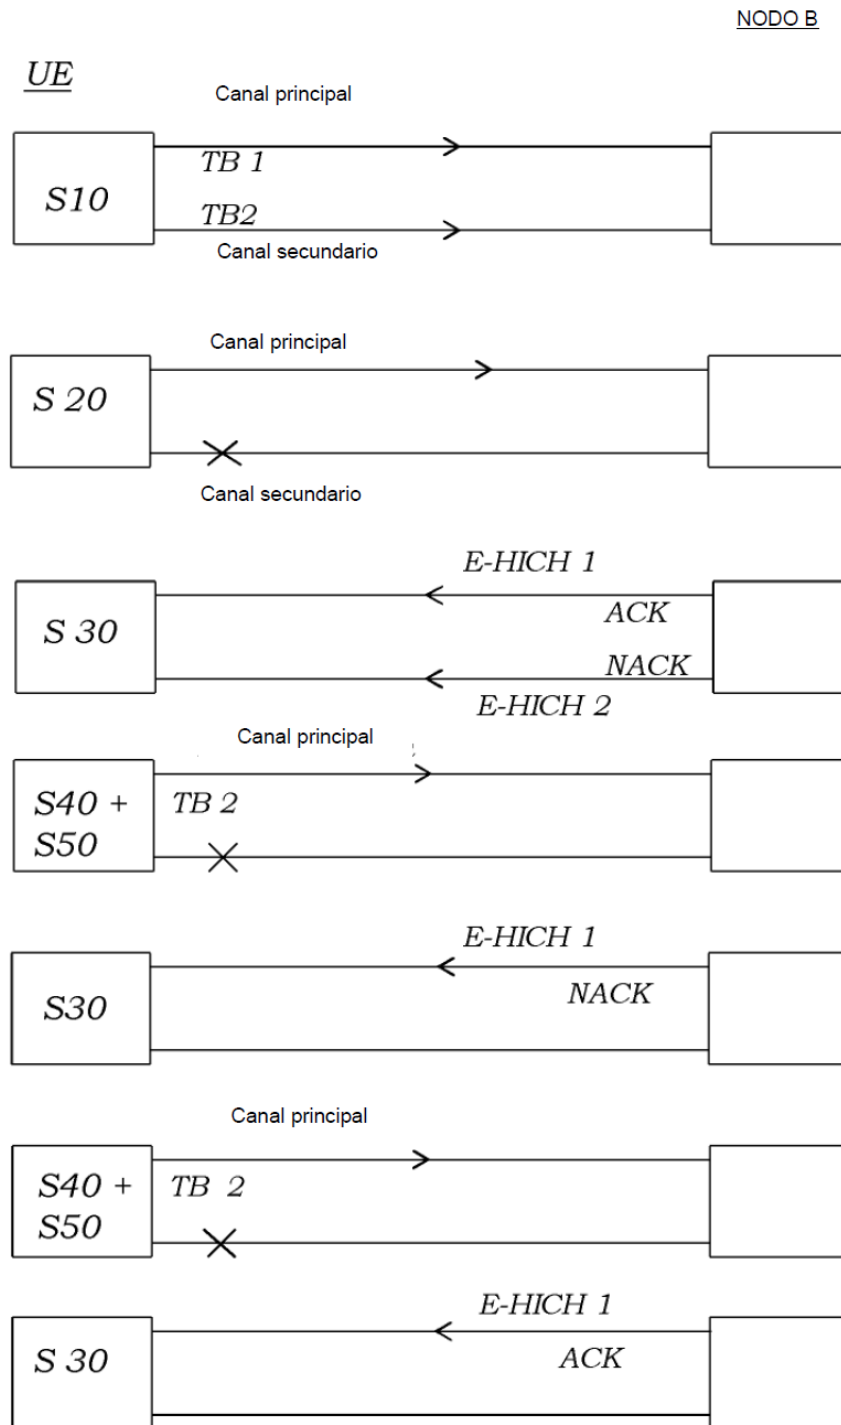 NODO B
UE
Canal principal
TB 1
S10
TB2
Canal secundario
Canal principal
S 20
Canal secundario
E-HICH 1
ACK
S 30
NACK
E-HICH 2
Canal principal
S40 +
S50
TB 2
E-HICH 1
NACK
S30
Canal principal
S40 +
S50
TB 2
E-HICH 1
ACK
S 30